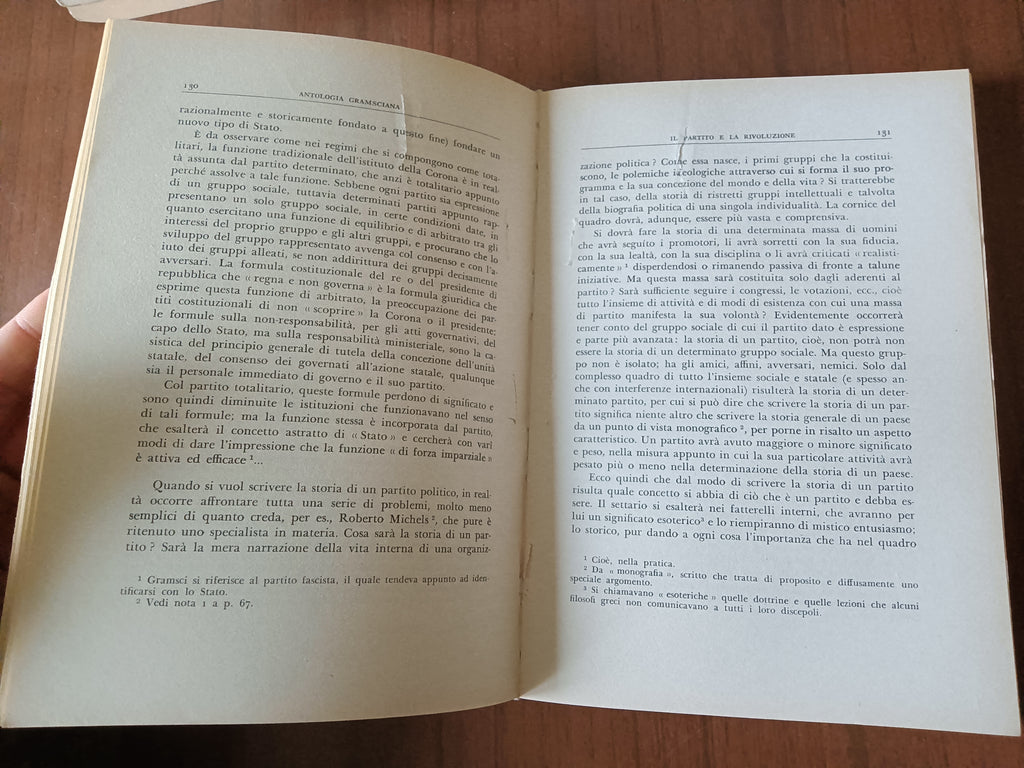 130
ANTOLOGIA GRAMSCIANA
razionalmente e storicamente fondato a questo fine) fondare un
nuovo tipo di Stato.
È da osservare come nei regimi che si compongono come tota-
litari, la funzione tradizionale dell'istituto della Corona è in real-
tà assunta dal partito determinato, che anzi è totalitario appunto
perché assolve a tale funzione. Sebbene ogni partito sia espressione
di un gruppo sociale, tuttavia determinati partiti appunto rap-
presentano un solo gruppo sociale, in certe condizioni date, in
quanto esercitano una funzione di equilibrio e di arbitrato tra gli
interessi del proprio gruppo e gli altri gruppi, e procurano che lo
sviluppo del gruppo rappresentato avvenga col consenso e con l'a-
iuto dei gruppi alleati, se non addirittura dei gruppi decisamente
avversari. La formula costituzionale del re o del presidente di
repubblica che « regna e non governa » è la formula giuridica che
esprime questa funzione di arbitrato, la preoccupazione dei par-
titi costituzionali di non « scoprire » la Corona o il presidente;
le formule sulla non-responsabilità, per gli atti governativi, del
capo dello Stato, ma sulla responsabilità ministeriale, sono la ca-
sistica del principio generale di tutela della concezione dell'unità
statale, del consenso dei governati all'azione statale, qualunque
sia il personale immediato di governo e il suo partito.
Col partito totalitario, queste formule perdono di significato e
sono quindi diminuite le istituzioni che funzionavano nel senso
di tali formule; ma la funzione stessa è incorporata dal partito,
che esalterà il concetto astratto di « Stato » e cercherà con vari
modi di dare l'impressione che la funzione « di forza imparziale »
è attiva ed efficace ¹...
Quando si vuol scrivere la storia di un partito politico, in real-
tà occorre affrontare tutta una serie di problemi, molto meno
semplici di quanto creda, per es., Roberto Michels ², che pure è
ritenuto uno specialista in materia. Cosa sarà la storia di un par-
tito? Sarà la mera narrazione della vita interna di una organiz-
¹ Gramsci si riferisce al partito fascista, il quale tendeva appunto ad iden-
tificarsi con lo Stato.
² Vedi nota 1 a p. 67.
IL PARTITO E LA RIVOLUZIONE
131
zazione politica? Come essa nasce, i primi gruppi che la costitui-
scono, le polemiche ideologiche attraverso cui si forma il suo pro-
gramma e la sua concezione del mondo e della vita? Si tratterebbe
in tal caso, della storia di ristretti gruppi intellettuali e talvolta
della biografia politica di una singola individualità. La cornice del
quadro dovrà, adunque, essere più vasta e comprensiva.
Si dovrà fare la storia di una determinata massa di uomini
che avrà seguito i promotori, li avrà sorretti con la sua fiducia,
con la sua lealtà, con la sua disciplina o li avrà criticati « realisti-
camente » ¹ disperdendosi o rimanendo passiva di fronte a talune
iniziative. Ma questa massa sarà costituita solo dagli aderenti al
partito? Sarà sufficiente seguire i congressi, le votazioni, ecc., cioè
tutto l'insieme di attività e di modi di esistenza con cui una massa
di partito manifesta la sua volontà? Evidentemente occorrerà
tener conto del gruppo sociale di cui il partito dato è espressione
e parte più avanzata: la storia di un partito, cioè, non potrà non
essere la storia di un determinato gruppo sociale. Ma questo grup-
po non è isolato; ha gli amici, affini, avversari, nemici. Solo dal
complesso quadro di tutto l'insieme sociale e statale (e spesso an-
che con interferenze internazionali) risulterà la storia di un deter-
minato partito, per cui si può dire che scrivere la storia di un par-
tito significa niente altro che scrivere la storia generale di un paese
da un punto di vista monografico ², per porne in risalto un aspetto
caratteristico. Un partito avrà avuto maggiore o minore significato
e peso, nella misura appunto in cui la sua particolare attività avrà
pesato più o meno nella determinazione della storia di un paese.
Ecco quindi che dal modo di scrivere la storia di un partito
risulta quale concetto si abbia di ciò che è un partito e debba es-
sere. Il settario si esalterà nei fatterelli interni, che avranno per
lui un significato esoterico³ e lo riempiranno di mistico entusiasmo;
lo storico, pur dando a ogni cosa l'importanza che ha nel quadro
¹ Cioè, nella pratica.
² Da « monografia », scritto che tratta di proposito e diffusamente uno
speciale argomento.
³ Si chiamavano « esoteriche » quelle dottrine e quelle lezioni che alcuni
filosofi greci non comunicavano a tutti i loro discepoli.